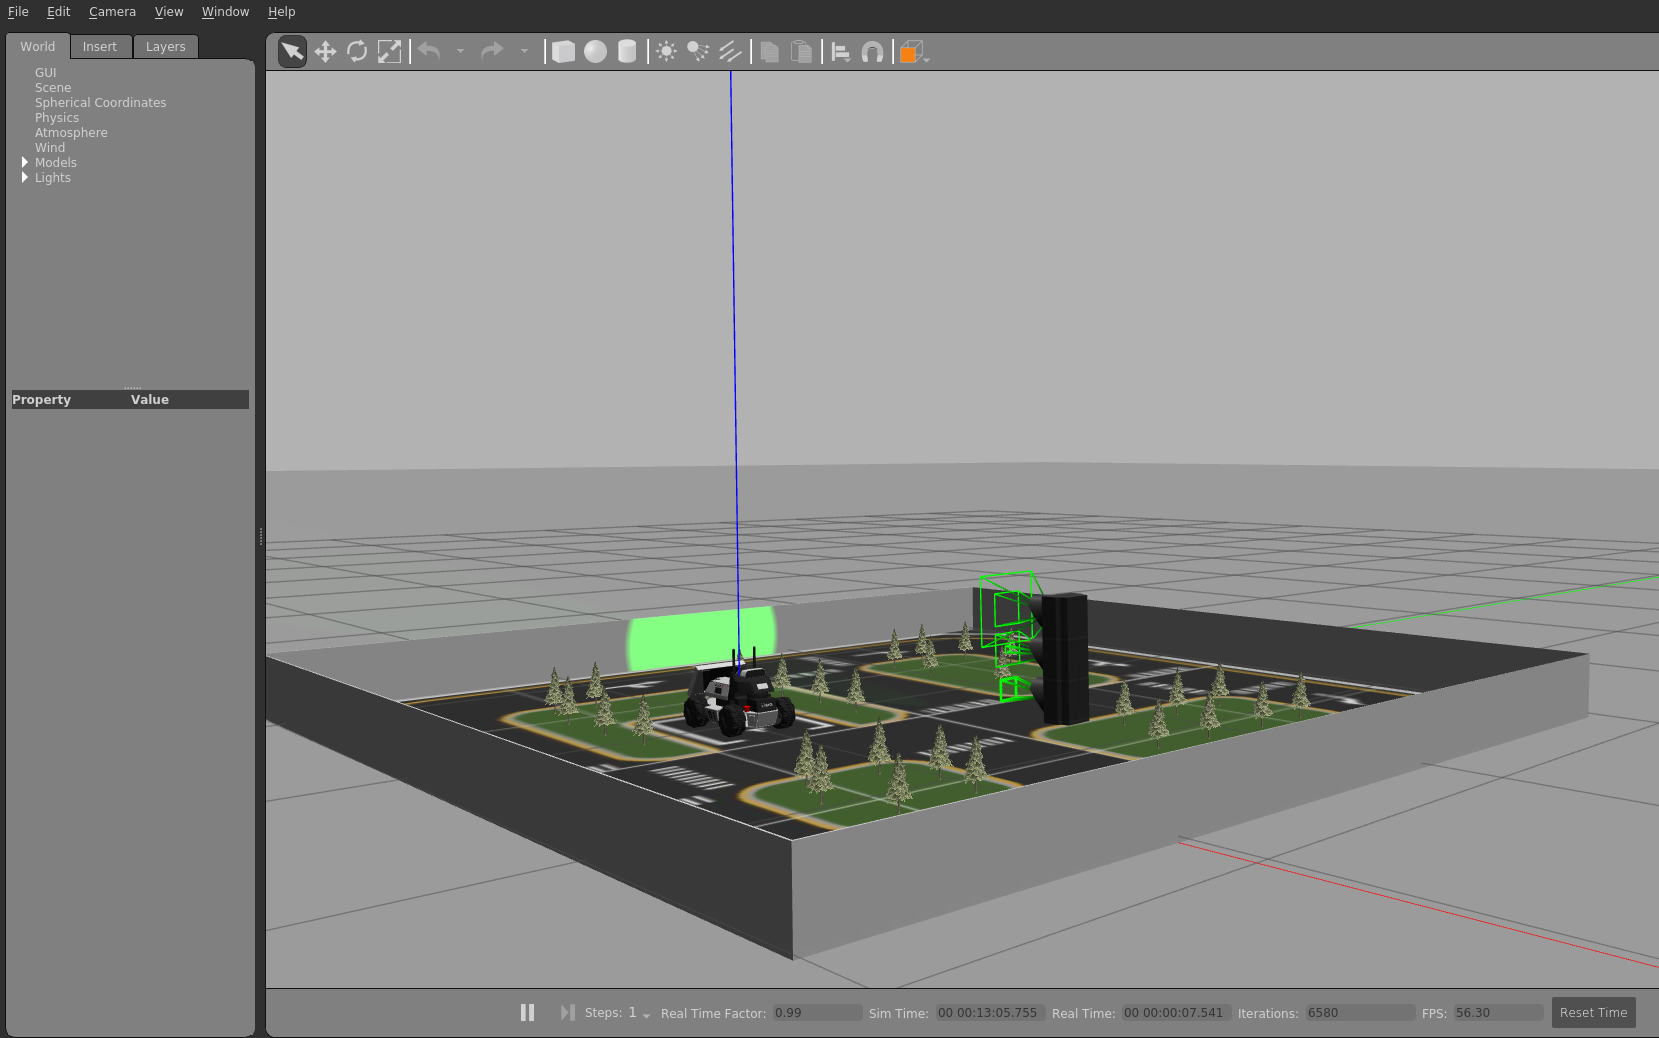 File Edit Camera View Window Help
World Insert Layers
GUI
Scene
Spherical Coordinates
Physics
Atmosphere
Wind
Models
Lights
Property Value
Steps: 1 Real Time Factor: 0.99 Sim Time: 00 00:13:05.755 Real Time: 00 00:00:07.541 Iterations: 6580 FPS: 56.30 Reset Time